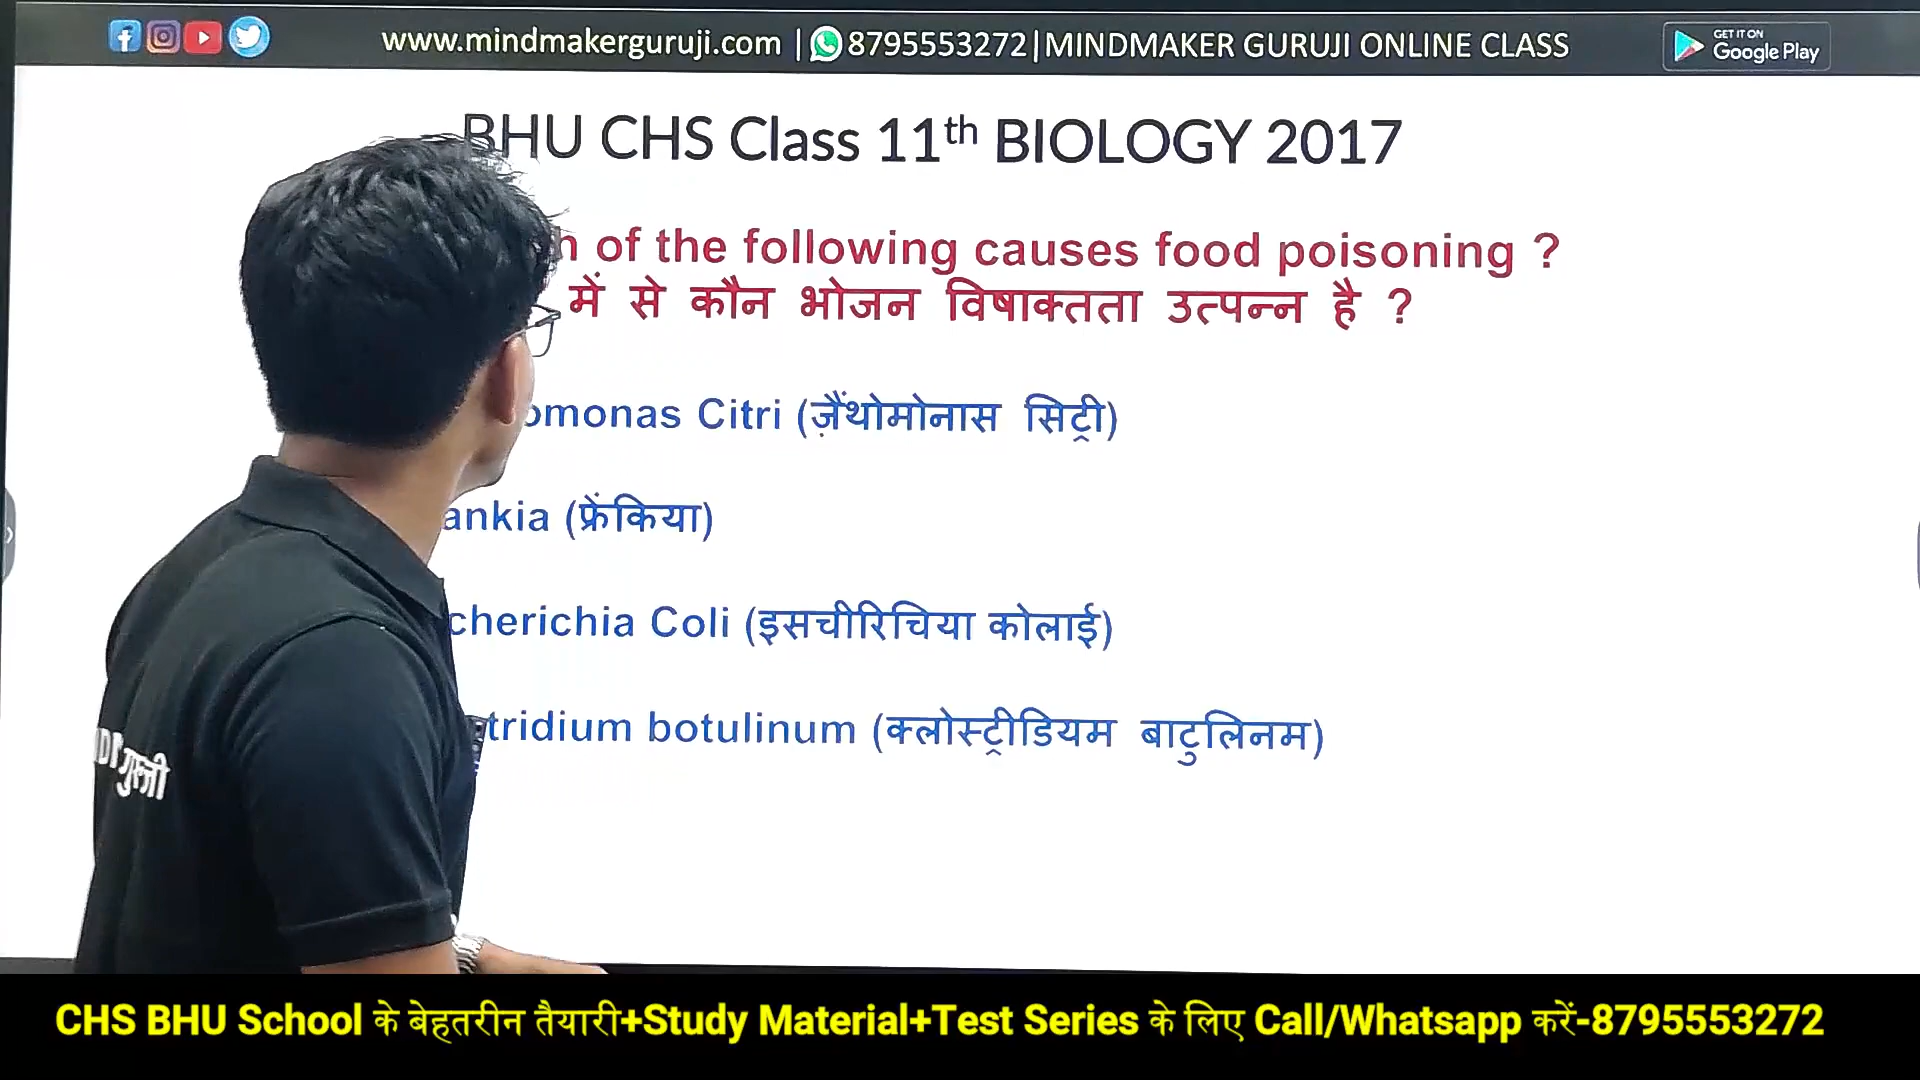 www.mindmakerguruji.com | 8795553272|MINDMAKER GURUJI ONLINE CLASS
GET IT ON
Google Play
BHU CHS Class 11th BIOLOGY 2017
of the following causes food poisoning ?
में से कौन भोजन विषाक्तता उत्पन्न है ?
omonas Citri (ज़ैंथोमोनास सिट्री)
ankia (फ्रेंकिया)
cherichia Coli (इसचीरिचिया कोलाई)
tridium botulinum (क्लोस्ट्रीडियम बाटुलिनम)
गुरुजी
CHS BHU School के बेहतरीन तैयारी+Study Material+Test Series के लिए Call/Whatsapp करें-8795553272